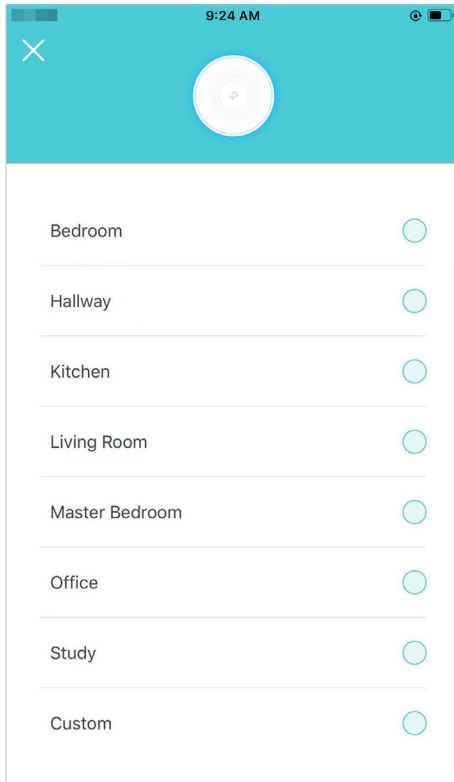 9:24 AM
Bedroom
Hallway
Kitchen
Living Room
Master Bedroom
Office
Study
Custom